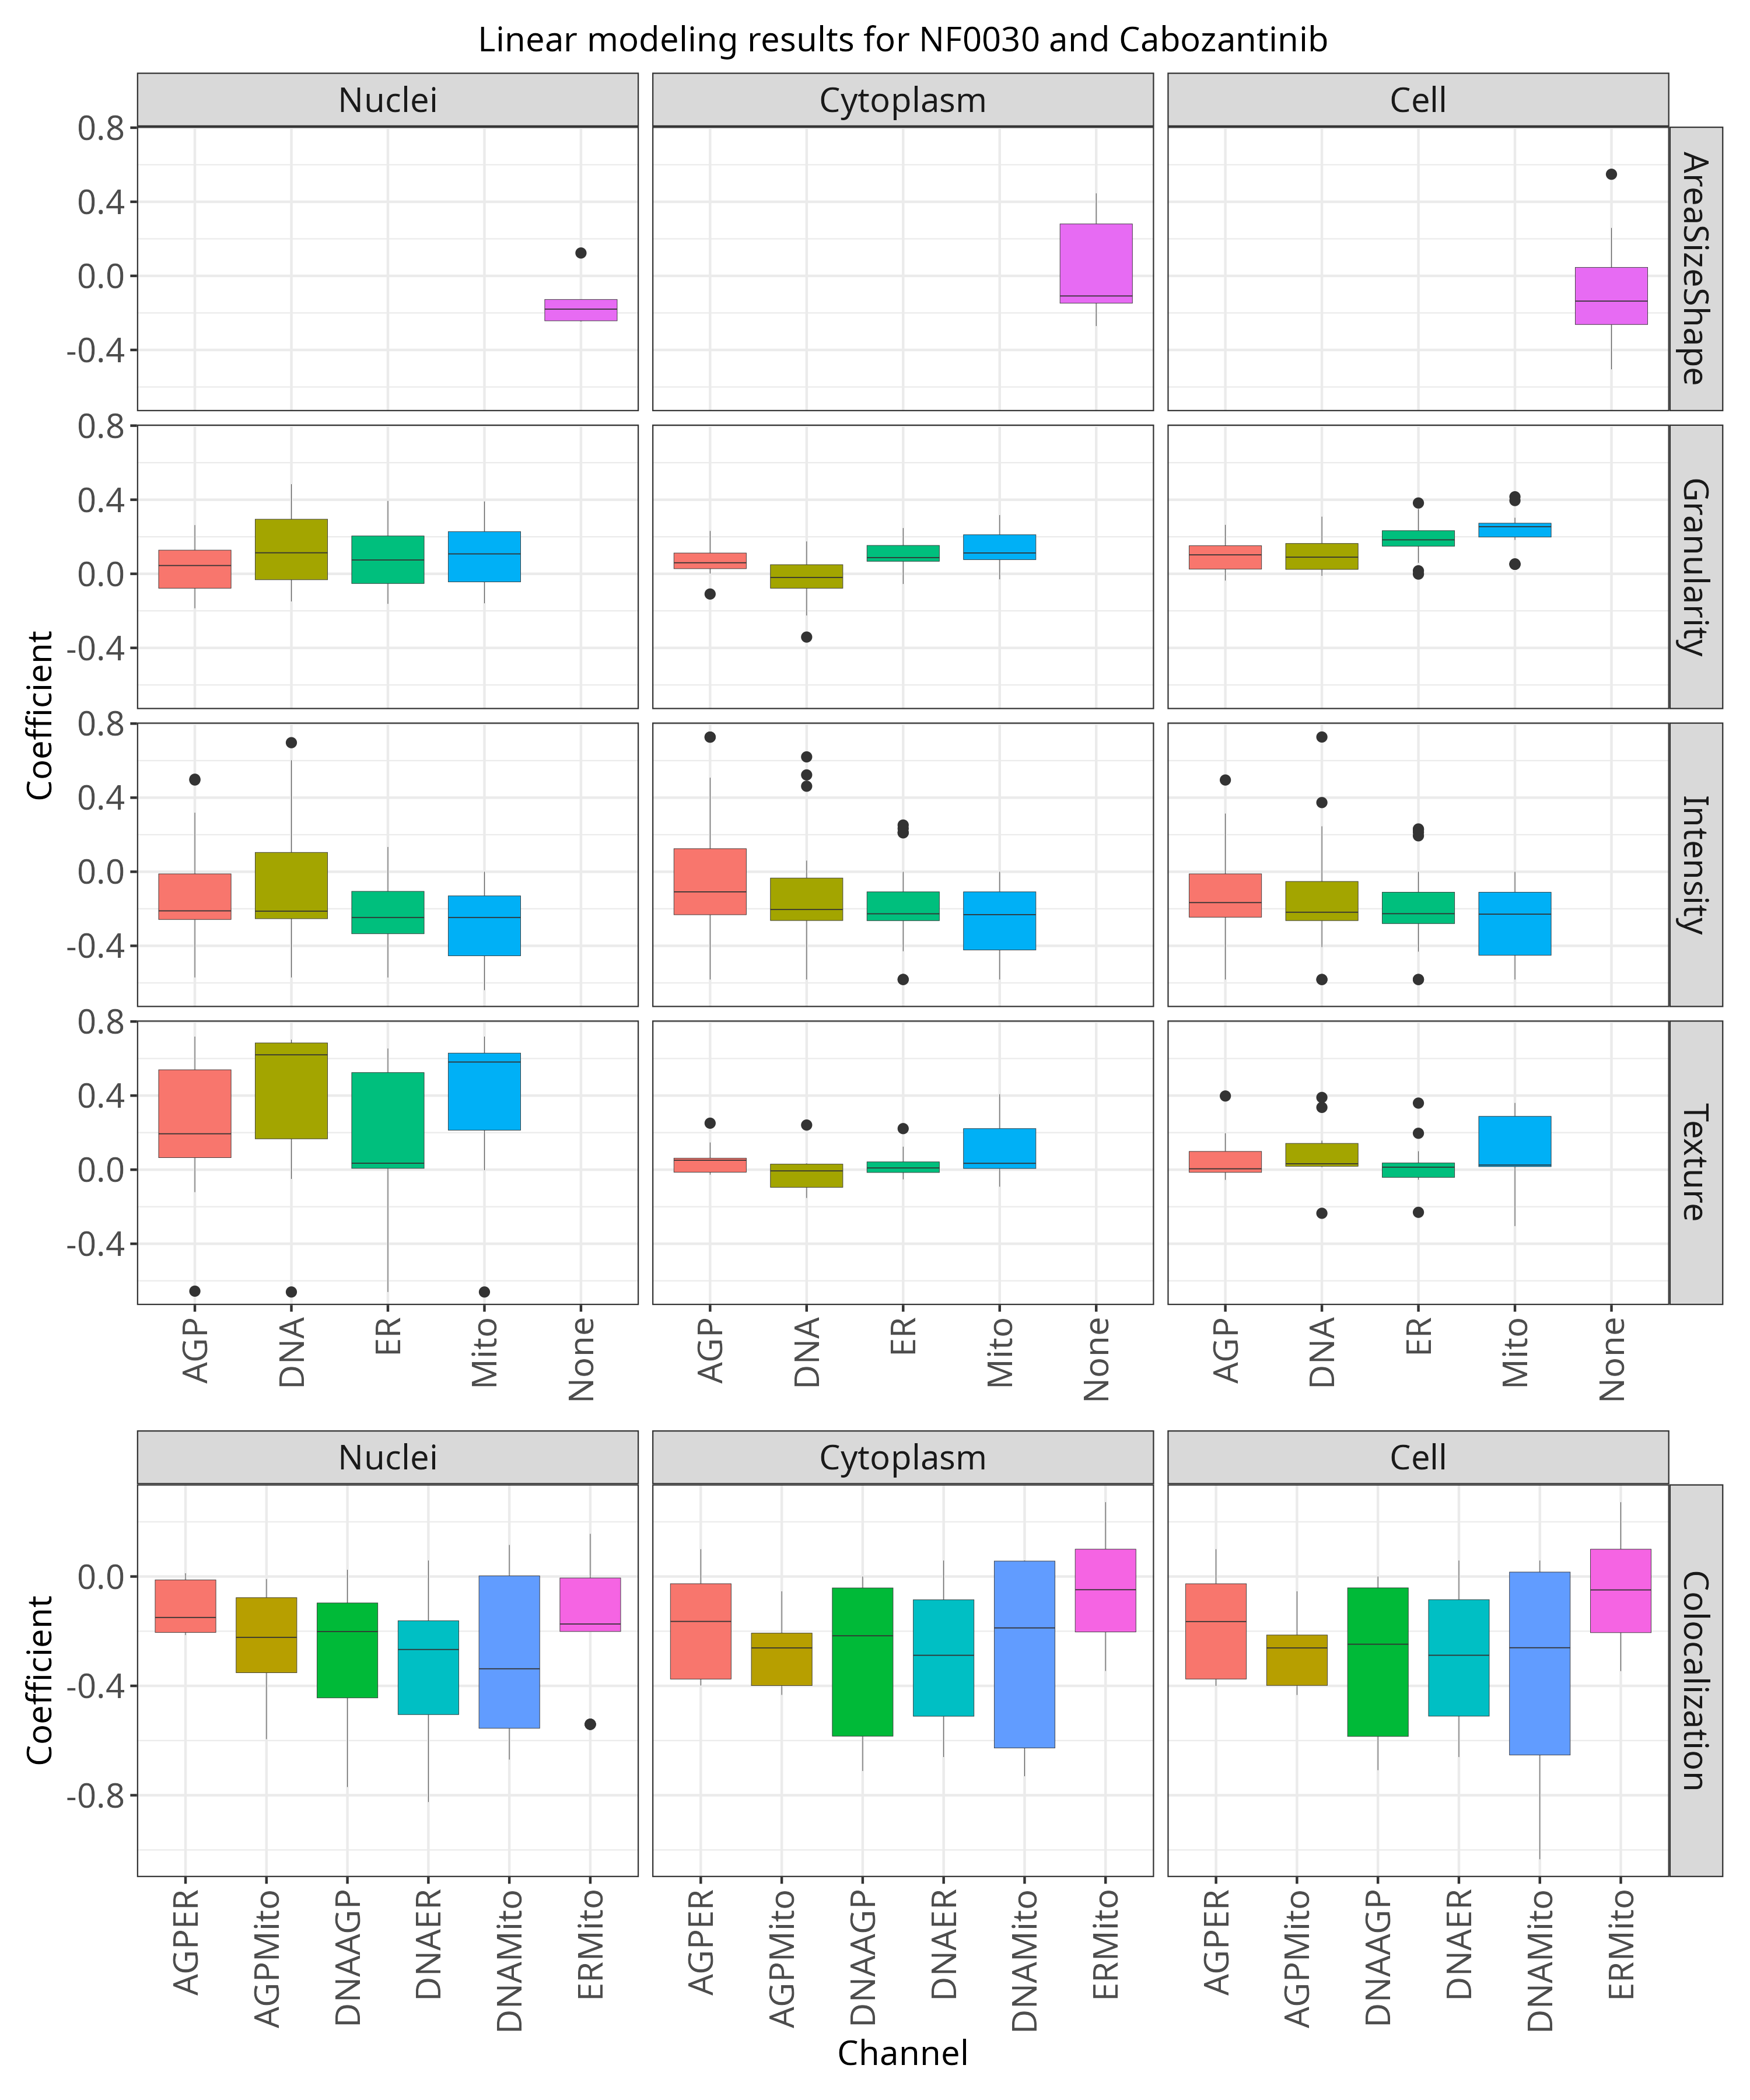 Linear modeling results for NF0030 and Cabozantinib
Nuclei Cytoplasm Cell
0.8
0.4
0.0
-0.4
AreaSizeShape
0.8
0.4
0.0
-0.4
Granularity
Coefficient
0.8
0.4
0.0
-0.4
Intensity
0.8
0.4
0.0
-0.4
Texture
AGP DNA ER Mito None AGP DNA ER Mito None AGP DNA ER Mito None
Nuclei Cytoplasm Cell
0.0
-0.4
-0.8
Coefficient
Colocalization
AGPER AGPMito DNAAGP DNAER DNAMito ERMito AGPER AGPMito DNAAGP DNAER DNAMito ERMito AGPER AGPMito DNAAGP DNAER DNAMito ERMito
Channel